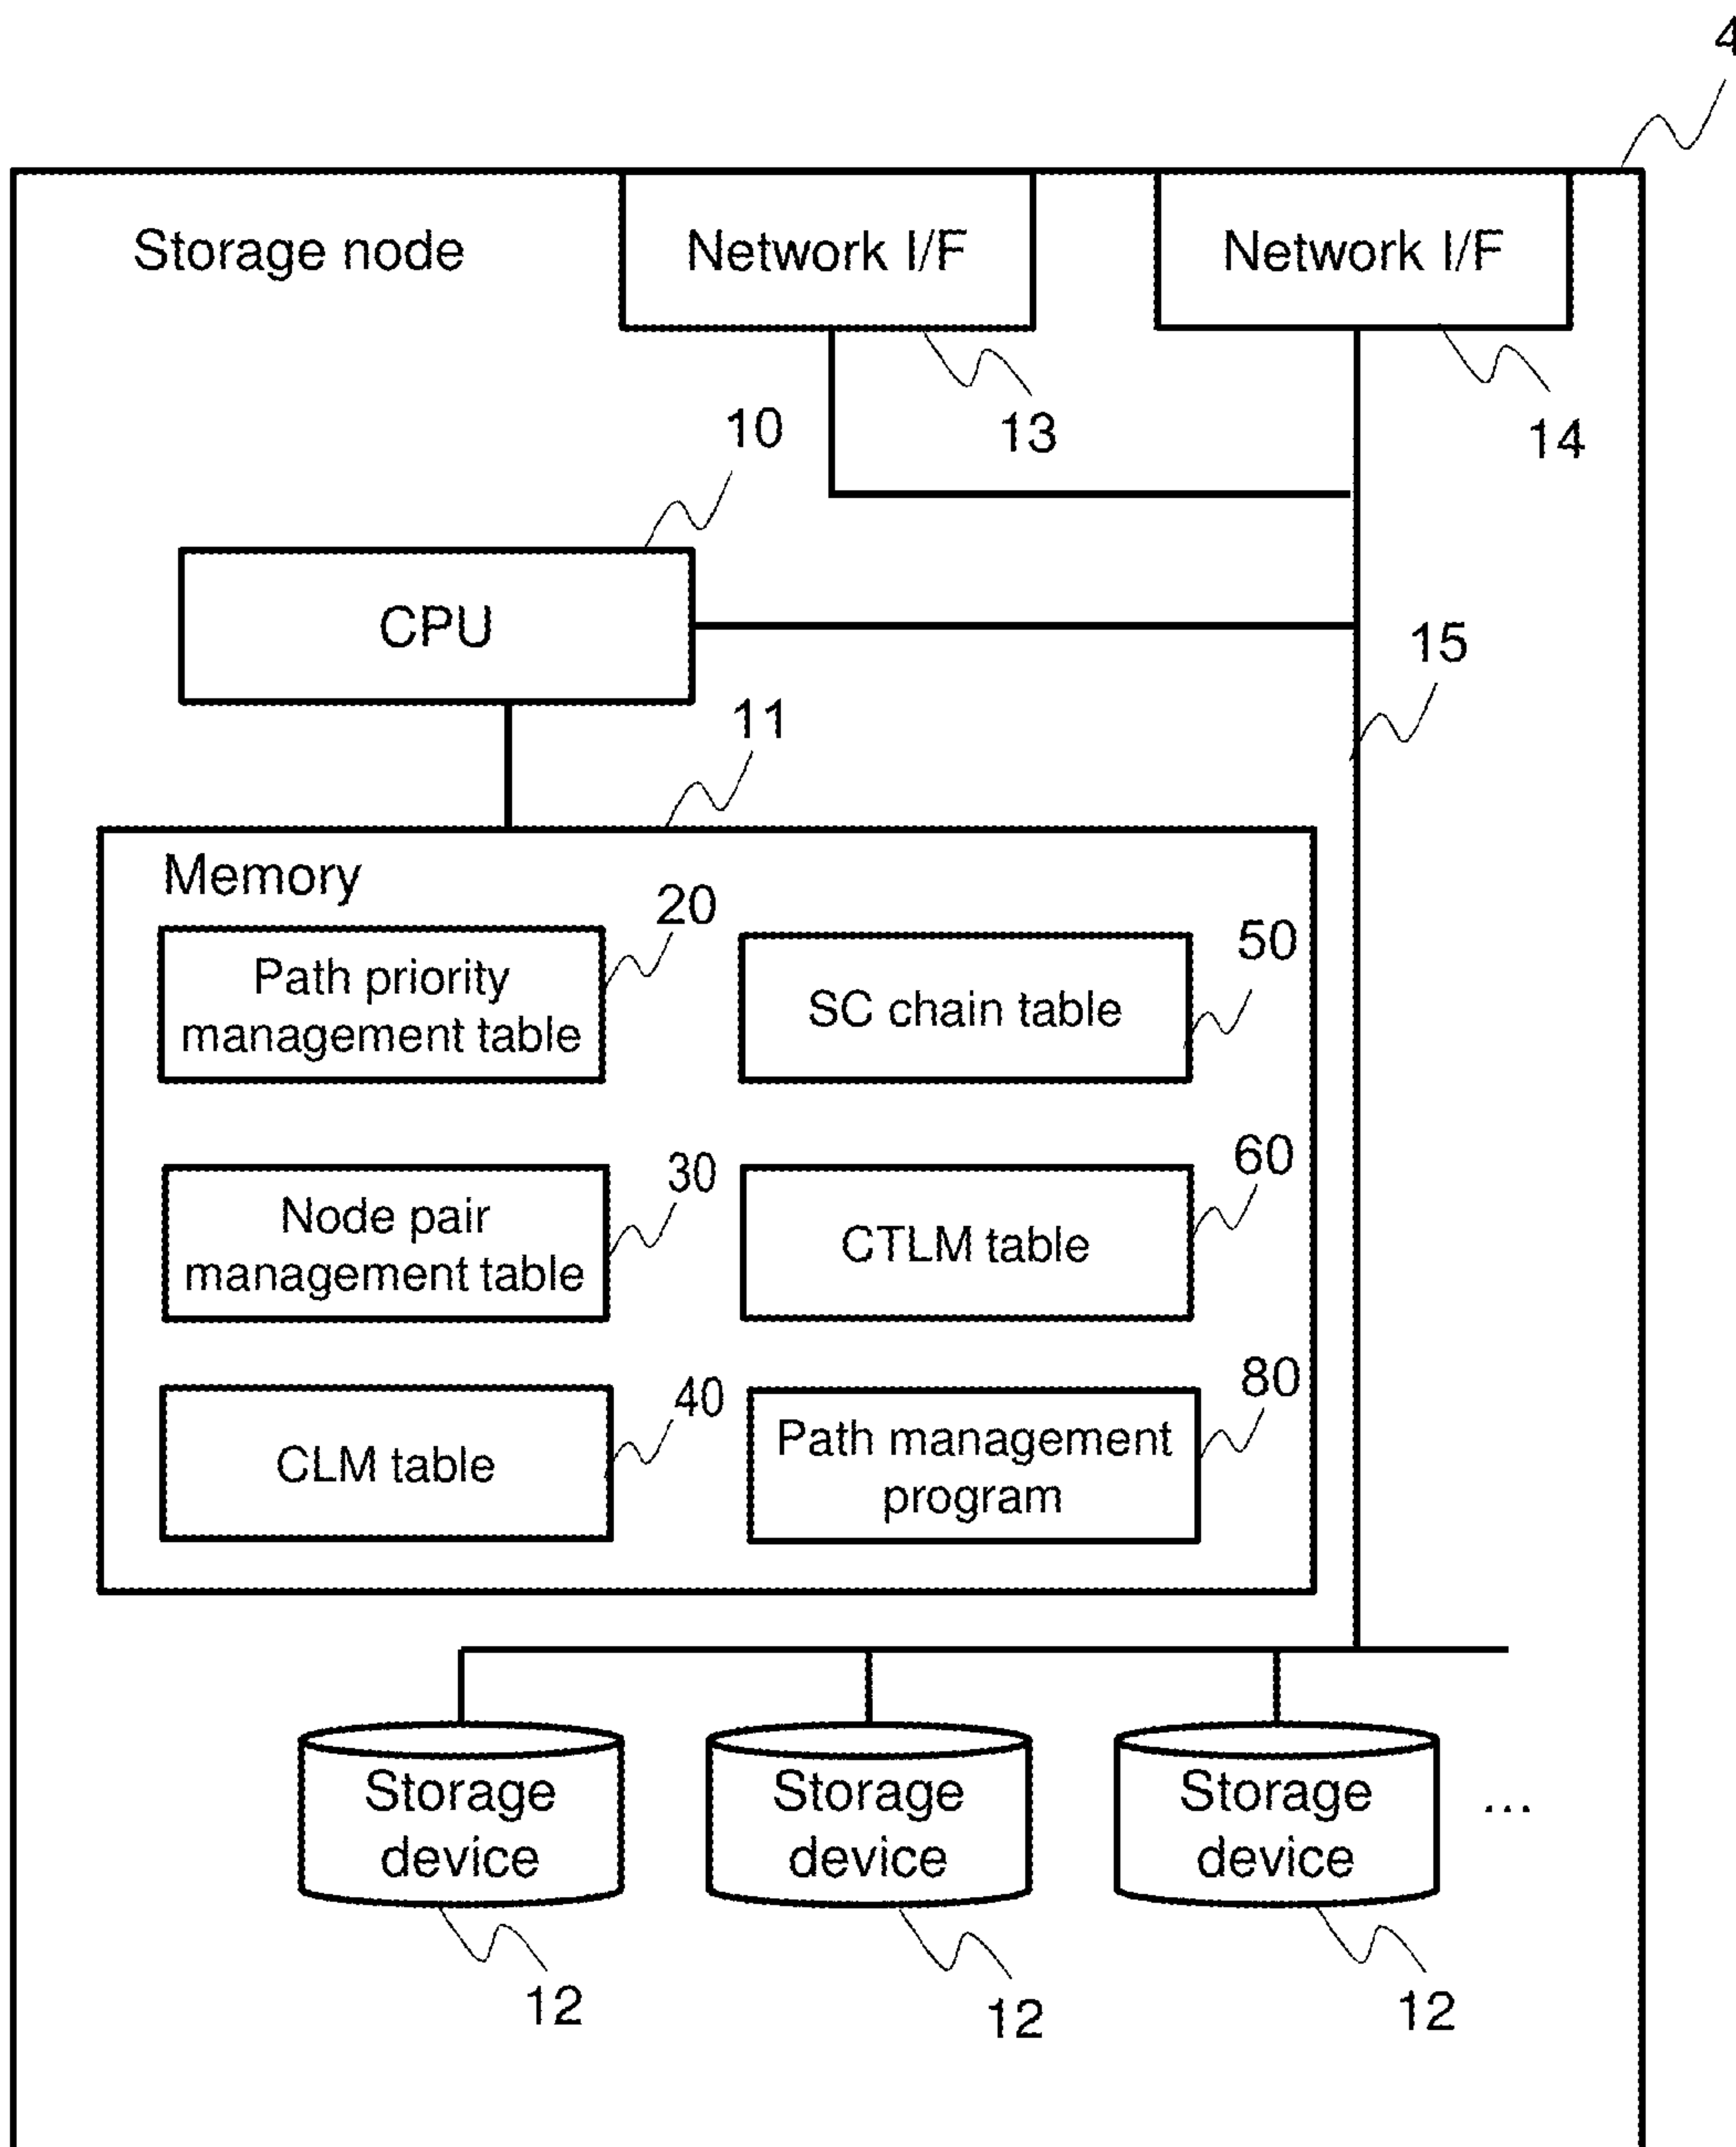 4
Storage node
Network I/F
Network I/F
13
14
10
CPU
15
11
Memory
20
Path priority
management table
50
SC chain table
30
Node pair
management table
60
CTLM table
40
CLM table
80
Path management
program
Storage
device
Storage
device
Storage
device
...
12
12
12